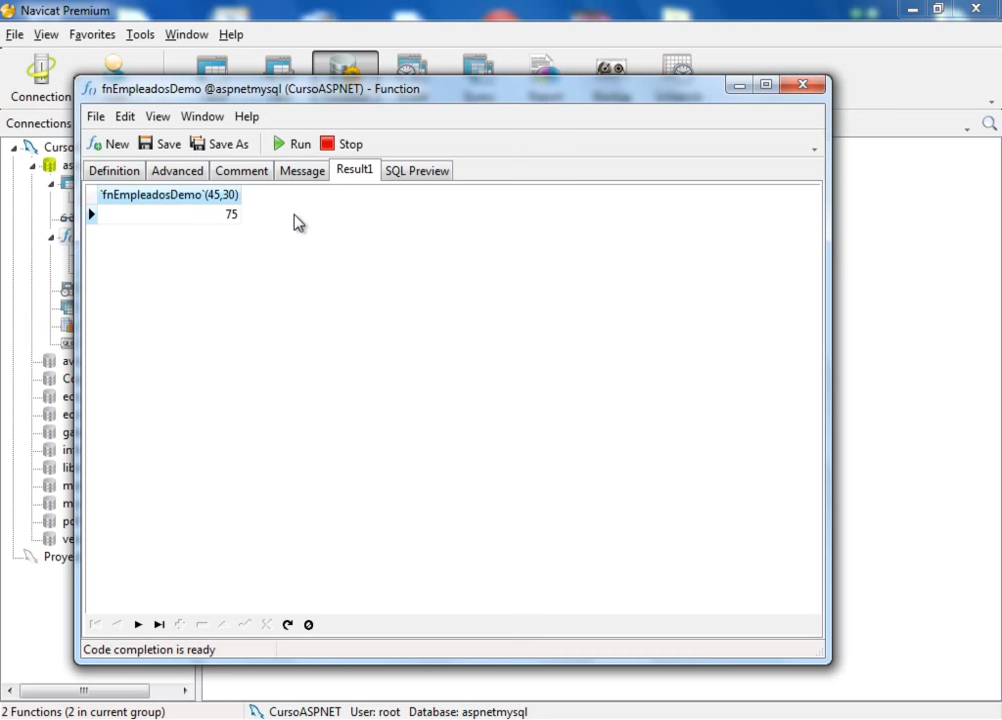 Navicat Premium
File View Favorites Tools Window Help
Connection
Connections
fnEmpleadosDemo @aspnetmysql (CursoASPNET) - Function
File Edit View Window Help
New Save Save As Run Stop
Definition Advanced Comment Message Result1 SQL Preview
`fnEmpleadosDemo`(45,30)
75
Code completion is ready
2 Functions (2 in current group) CursoASPNET User: root Database: aspnetmysql